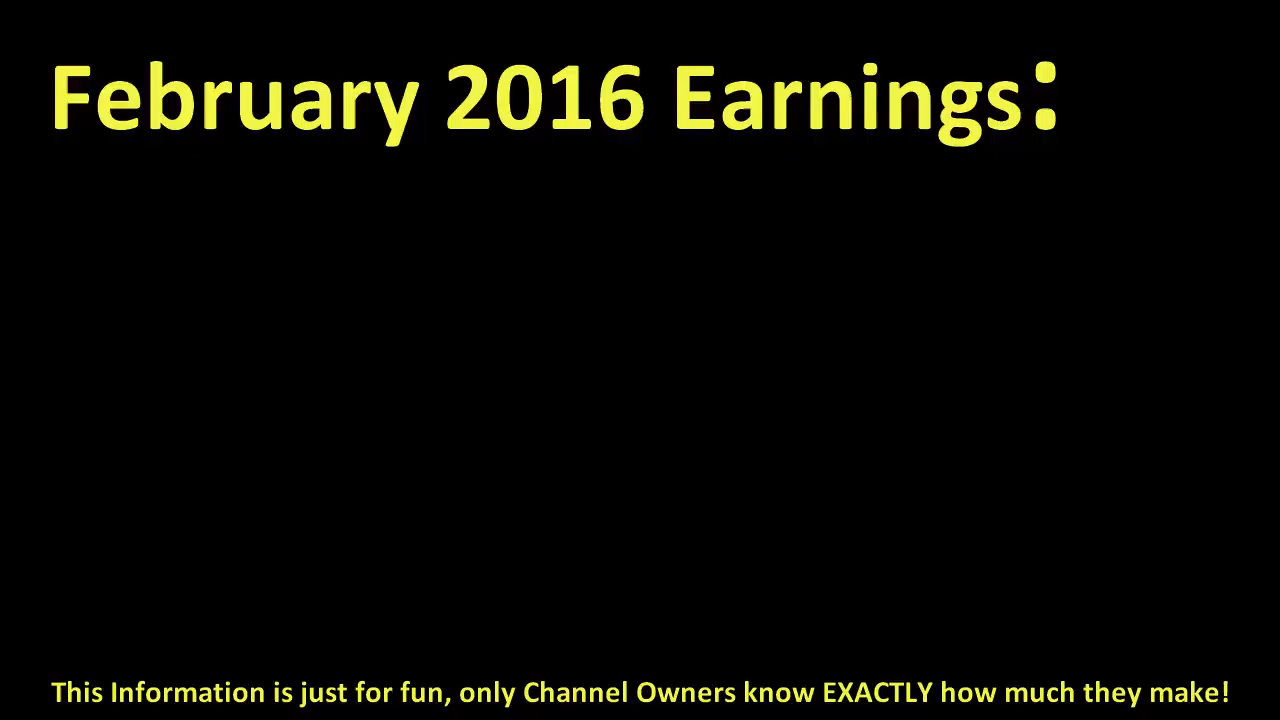 February 2016 Earnings:
This Information is just for fun, only Channel Owners know EXACTLY how much they make!